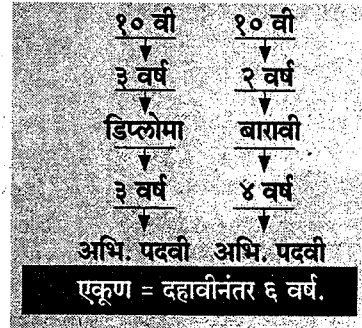 १० वी १० वी
३ वर्ष २ वर्ष
डिप्लोमा बारावी
३ वर्ष ४ वर्ष
अभि. पदवी अभि. पदवी
एकूण = दहावीनंतर ६ वर्ष.